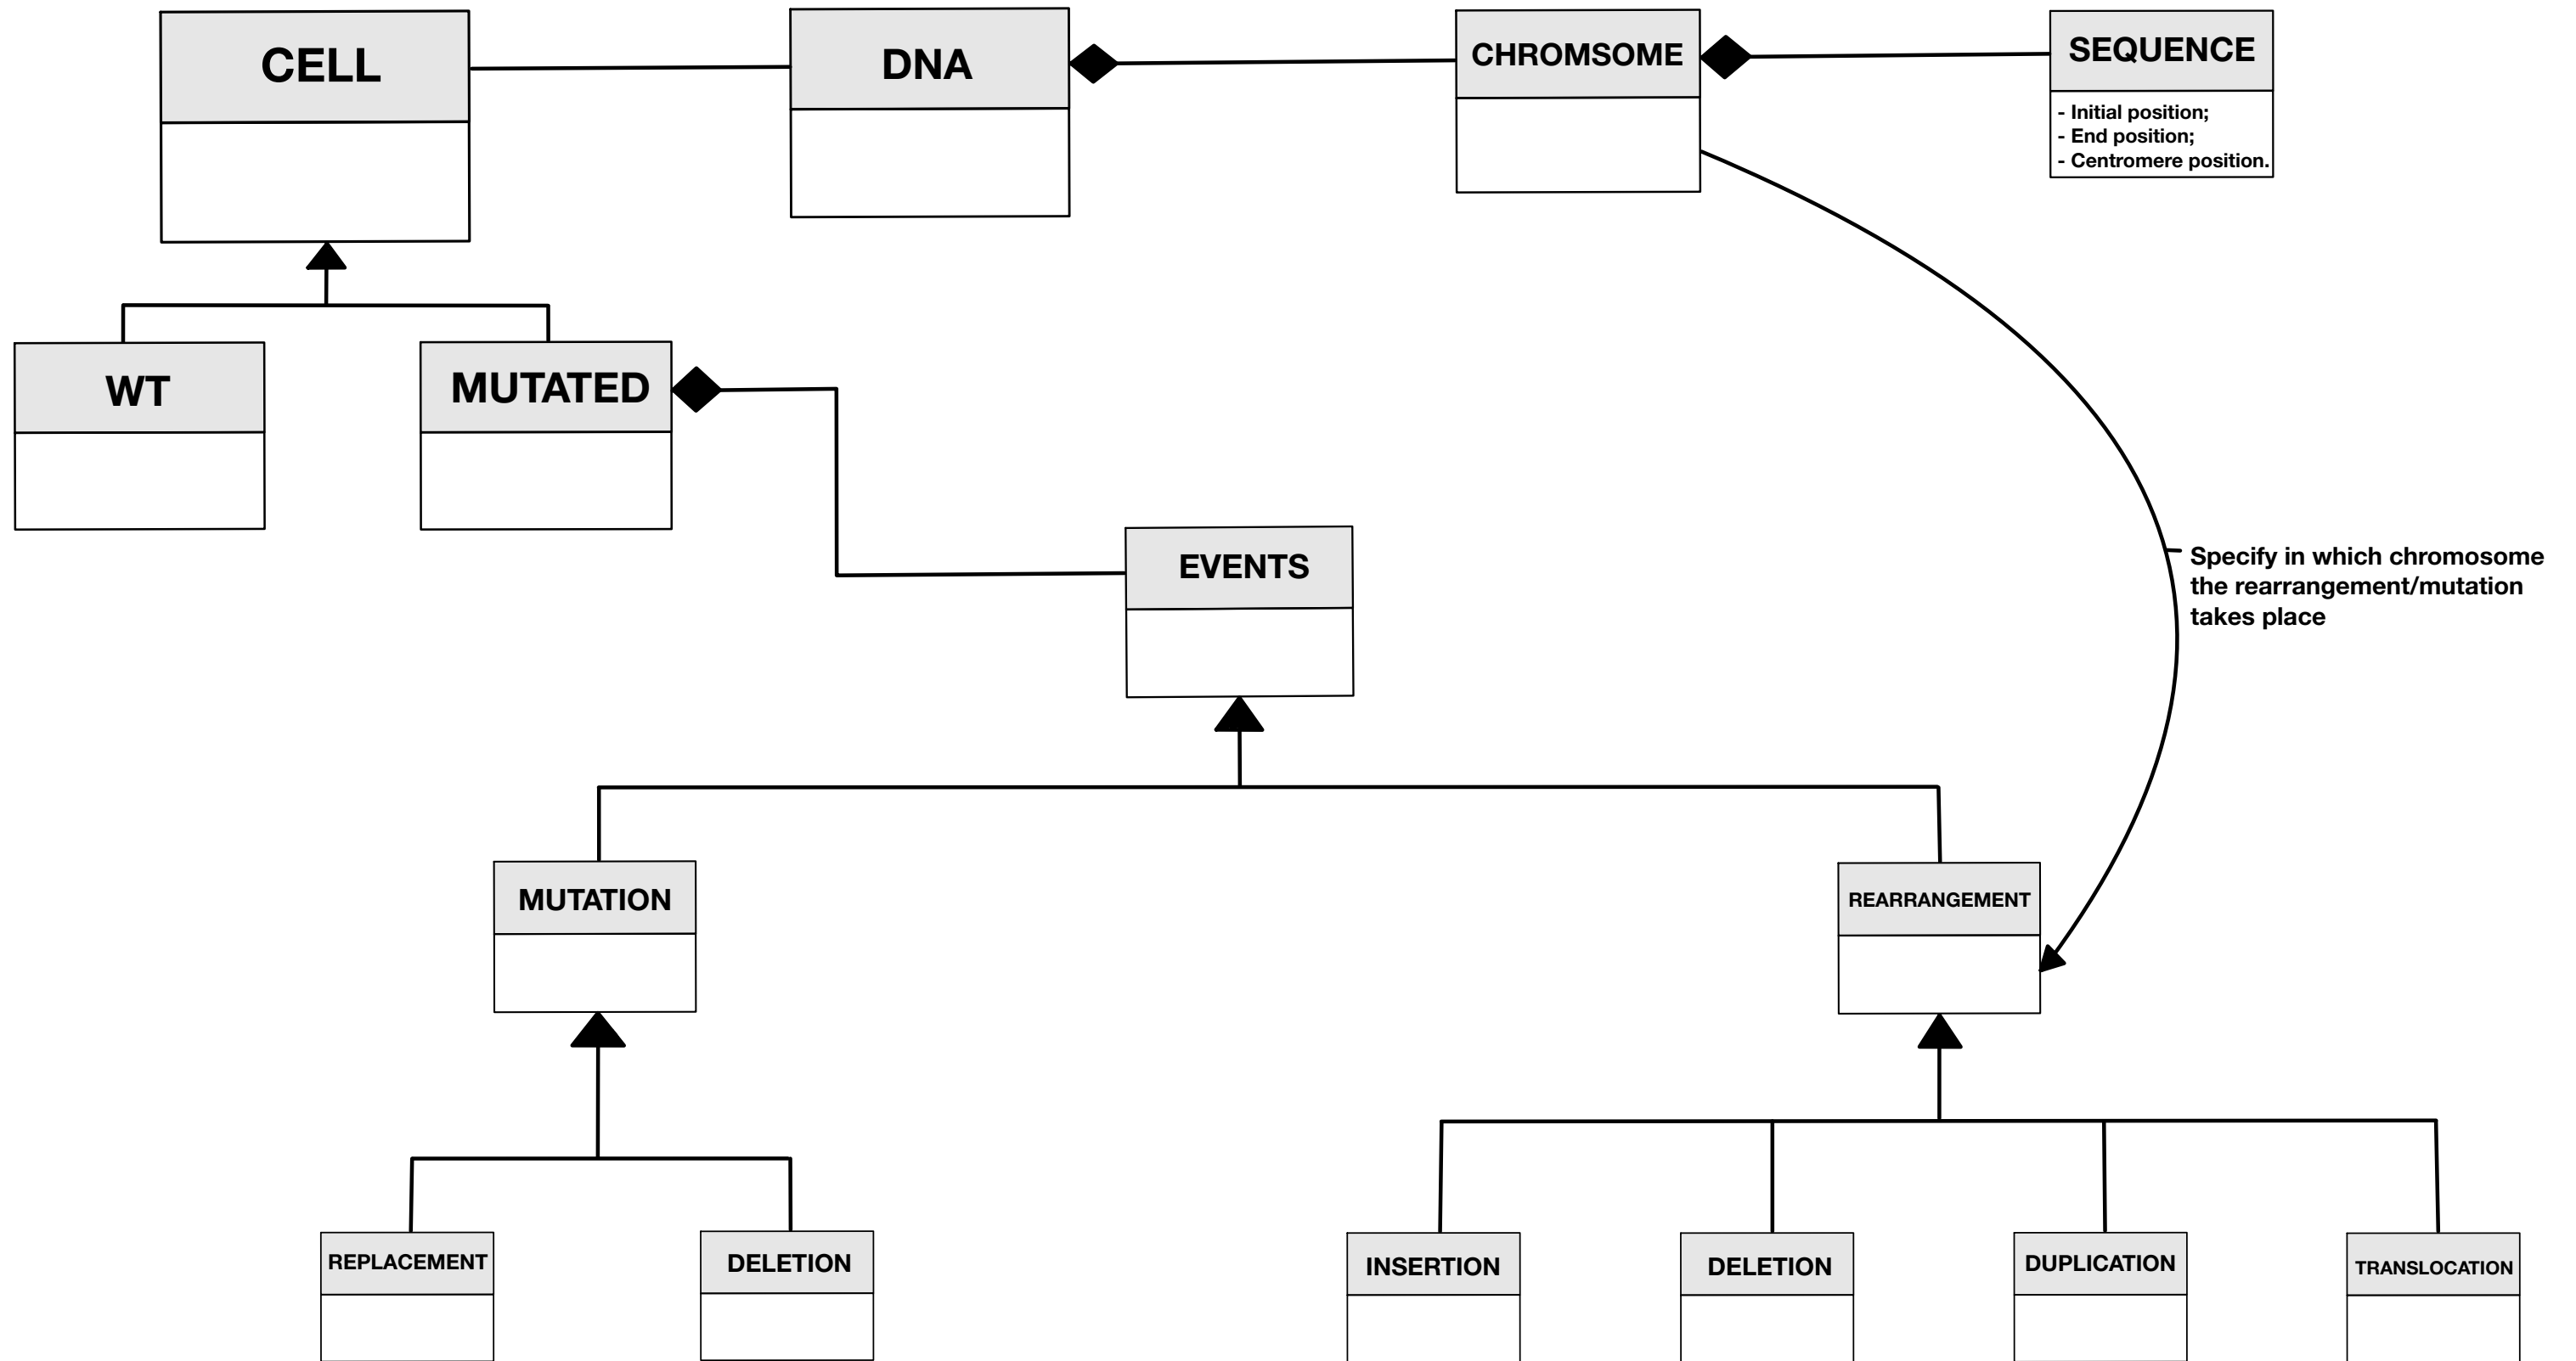 CELL
DNA
CHROMSOME
SEQUENCE
- Initial position;
- End position;
- Centromere position.
WT
MUTATED
EVENTS
Specify in which chromosome
the rearrangement/mutation
takes place
MUTATION
REARRANGEMENT
REPLACEMENT
DELETION
INSERTION
DELETION
DUPLICATION
TRANSLOCATION